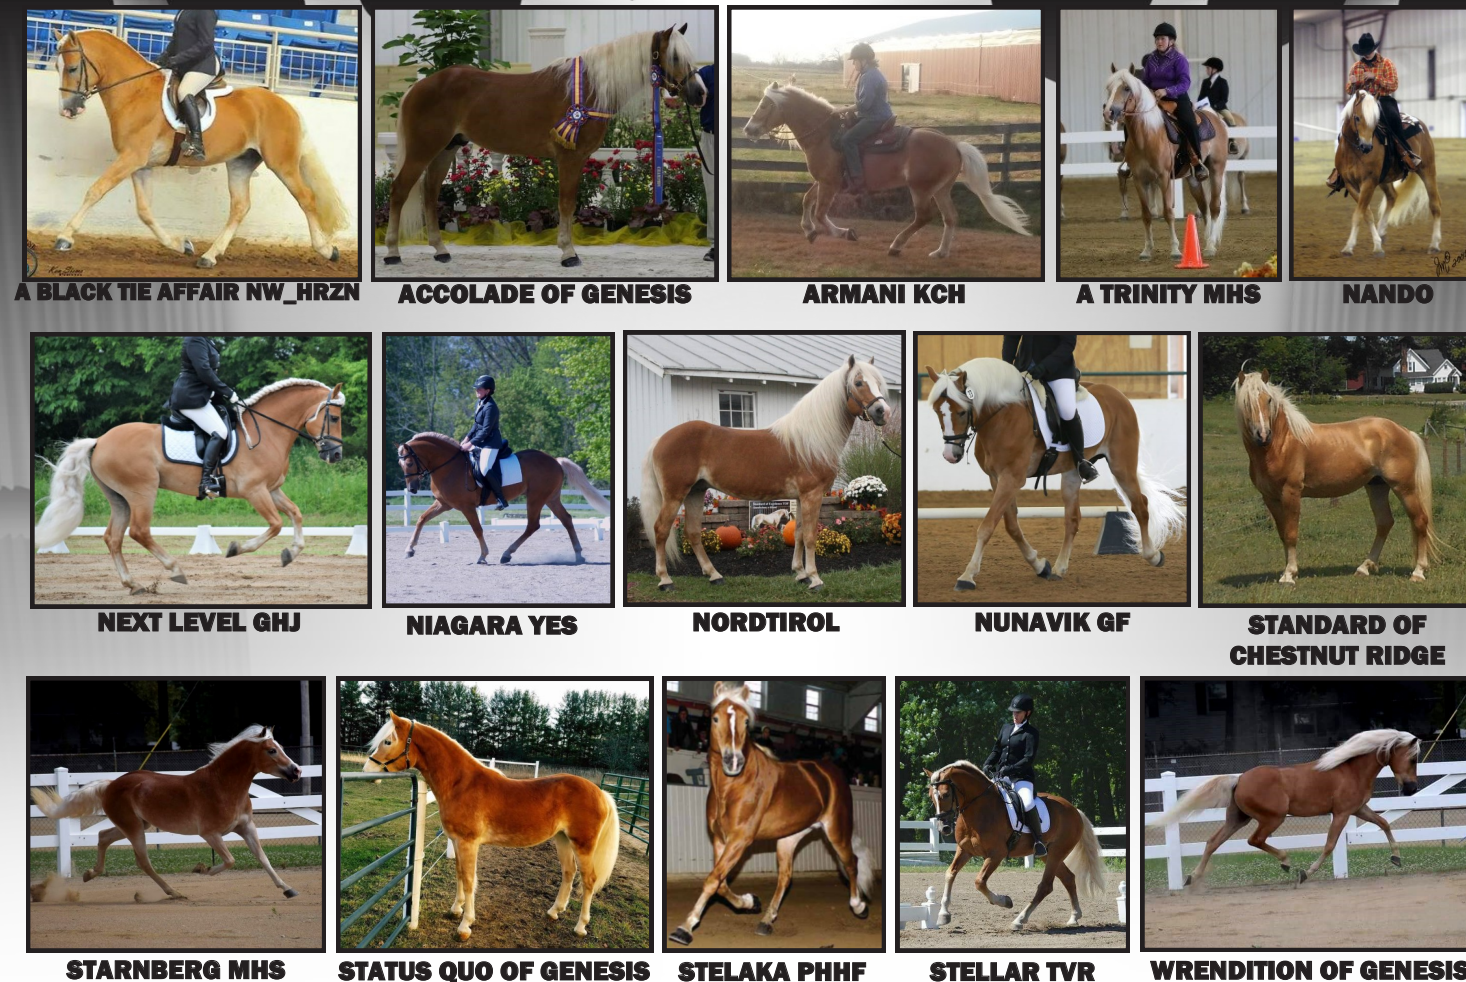 A BLACK TIE AFFAIR NW_HRZN
ACCOLADE OF GENESIS
ARMANI KCH
A TRINITY MHS
NANDO
NEXT LEVEL GHJ
NIAGARA YES
NORDTIROL
NUNAVIK GF
STANDARD OF
CHESTNUT RIDGE
STARNBERG MHS
STATUS QUO OF GENESIS
STELAKA PHHF
STELLAR TVR
WRENDITION OF GENESIS